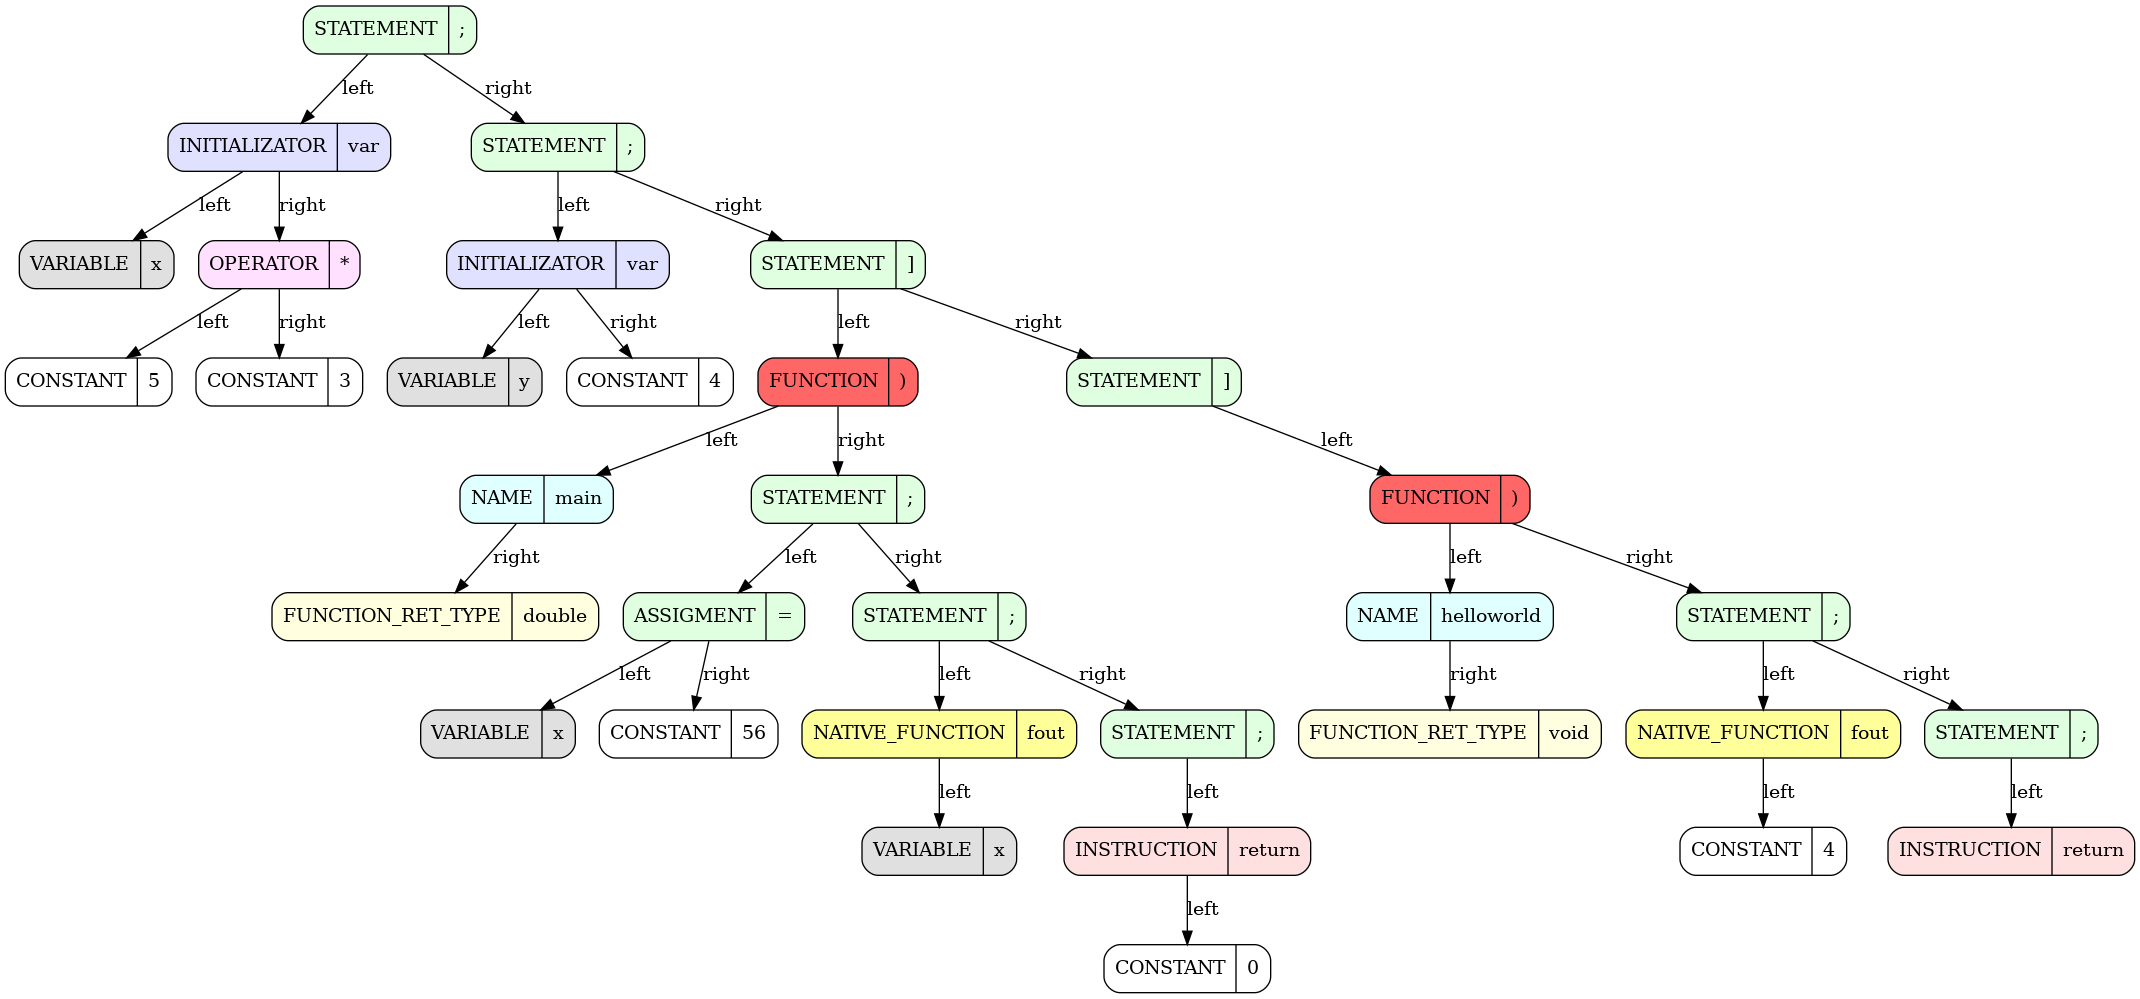 STATEMENT ;
left right
INITIALIZATOR var STATEMENT ;
left right left right
VARIABLE x OPERATOR * INITIALIZATOR var STATEMENT ]
left right left right left right
CONSTANT 5 CONSTANT 3 VARIABLE y CONSTANT 4 FUNCTION ) STATEMENT ]
left right left
NAME main STATEMENT ; FUNCTION )
right left right left right
FUNCTION_RET_TYPE double ASSIGMENT = STATEMENT ; NAME helloworld STATEMENT ;
left right left right right left right
VARIABLE x CONSTANT 56 NATIVE_FUNCTION fout STATEMENT ; FUNCTION_RET_TYPE void NATIVE_FUNCTION fout STATEMENT ;
left left left left
VARIABLE x INSTRUCTION return CONSTANT 4 INSTRUCTION return
left
CONSTANT 0